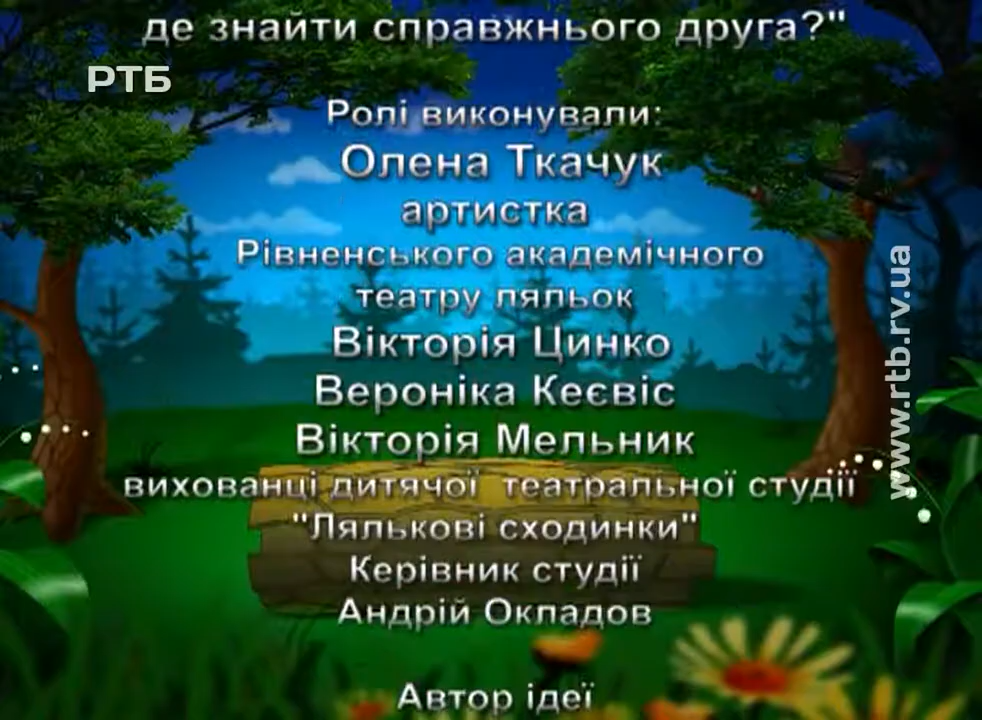 де знайти справжнього друга?"
РТБ
Ролі виконували:
Олена Ткачук
артистка
Рівненського академічного
театру ляльок
Вікторія Цинко
Вероніка Кеєвіс
Вікторія Мельник
вихованці дитячої театральної студії
"Лялькові сходинки"
Керівник студії
Андрій Окладов
Автор ідеї
www.rtb.rv.ua